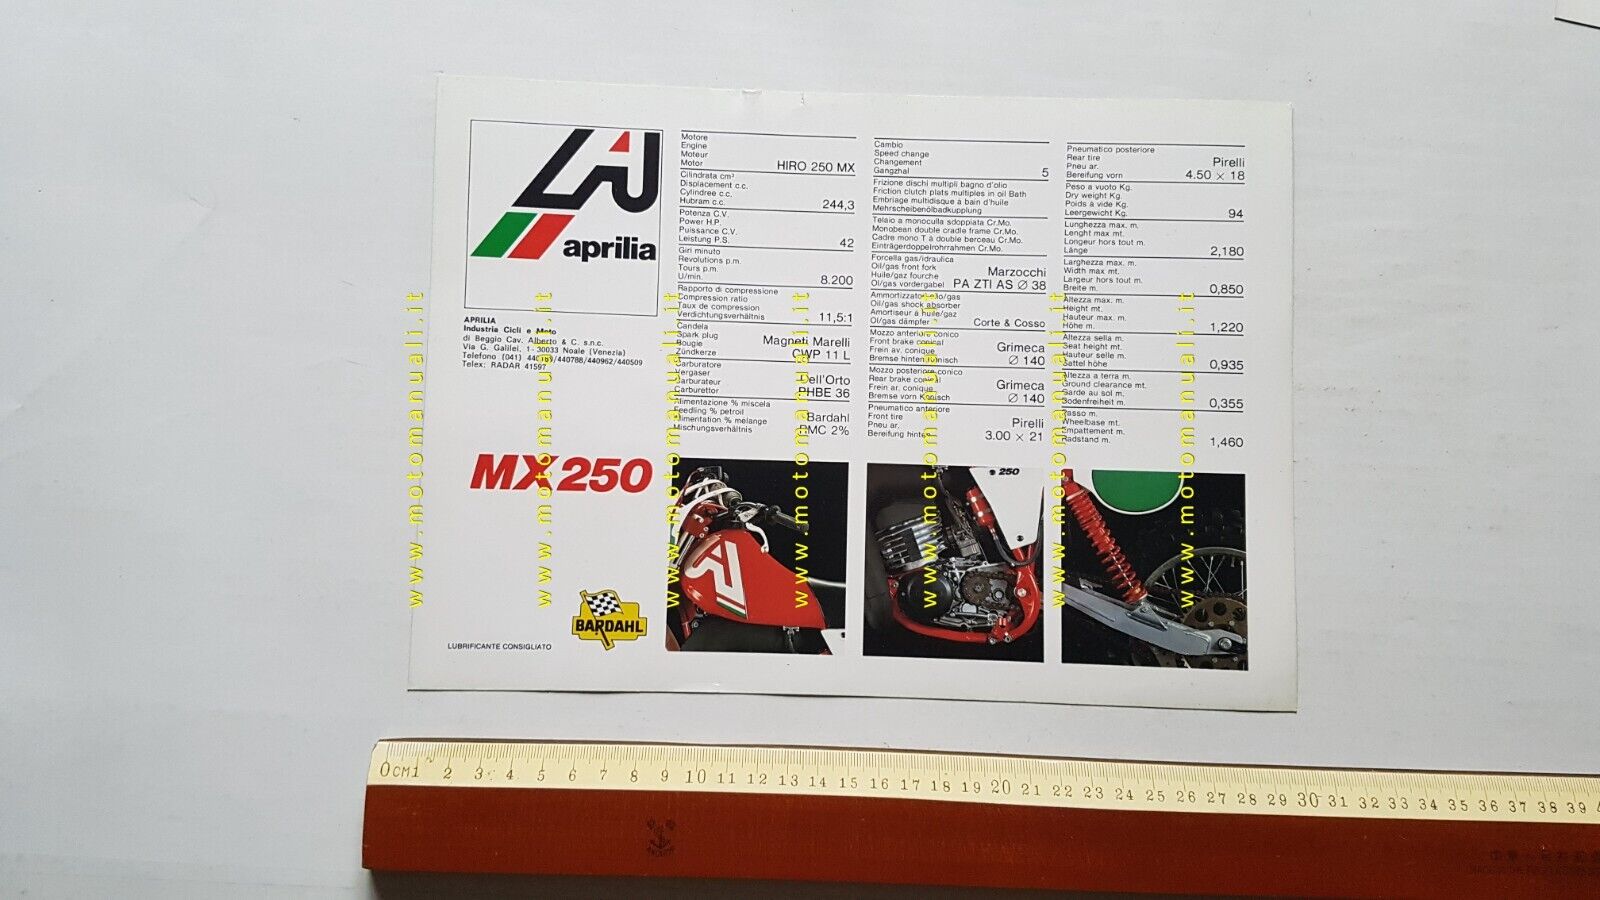 aprilia
APRILIA
Industria Cicli e Moto
di Beggio Cav. Alberto & C. s.n.c.
Via G. Galilei, 1 - 30033 Noale (Venezia)
Telefono (041) 440789/440788/440962/440509
Telex: RADAR 41597
MX 250
BARDAHL
LUBRIFICANTE CONSIGLIATO
Motore
Engine
Moteur
Motor
HIRO 250 MX
Cilindrata cm³
Displacement c.c.
Cylindree c.c.
Hubram c.c.
244,3
Potenza C.V.
Power H.P.
Puissance C.V.
Leistung P.S.
42
Giri minuto
Revolutions p.m.
Tours p.m.
U/min.
8.200
Rapporto di compressione
Compression ratio
Taux de compression
Verdichtungsverhältnis
11,5:1
Candela
Spark plug
Bougie
Zündkerze
Magneti Marelli
CWP 11 L
Carburatore
Vergaser
Carburateur
Carburettor
Dell'Orto
PHBE 36
Alimentazione % miscela
Feedling % petroil
Alimentation % mélange
Mischungsverhältnis
Bardahl
PMC 2%
Cambio
Speed change
Changement
Gangzhal
5
Frizione dischi multipli bagno d'olio
Friction clutch plats multiples in oil Bath
Embriage multidisque à bain d'huile
Mehrscheibenölbadkupplung
Telaio a monoculla sdoppiata Cr.Mo.
Monobean double cradle frame Cr.Mo.
Cadre mono T à double berceau Cr.Mo.
Einträgerdoppelrohrrahmen Cr.Mo.
Forcella gas/idraulica
Oil/gas front fork
Huile/gaz fourche
Ol/gas vordergabel
Marzocchi
PA ZTI AS Ø 38
Ammortizzatore olio/gas
Oil/gas shock absorber
Amortiseur à huile/gaz
Ol/gas dämpfer
Corte & Cosso
Mozzo anteriore conico
Front brake conical
Frein av. conique
Bremse hinten Konisch
Grimeca
Ø 140
Mozzo posteriore conico
Rear brake conical
Frein ar. conique
Bremse vorn Konisch
Grimeca
Ø 140
Pneumatico anteriore
Front tire
Pneu ar.
Bereifung hinten
Pirelli
3.00 × 21
Pneumatico posteriore
Rear tire
Pneu ar.
Bereifung vorn
Pirelli
4.50 × 18
Peso a vuoto Kg.
Dry weight Kg.
Poids à vide Kg.
Leergewicht Kg.
94
Lunghezza max. m.
Lenght max mt.
Longeur hors tout m.
Länge
2,180
Larghezza max. m.
Width max mt.
Largeur hors tout m.
Breite m.
0,850
Altezza max. m.
Height mt.
Hauteur max. m.
Höhe m.
1,220
Altezza sella m.
Seat height mt.
Hauteur selle m.
Sattel höhe
0,935
Altezza a terra m.
Ground clearance mt.
Garde au sol m.
Bodenfreiheit m.
0,355
Passo m.
Wheelbase mt.
Empattement m.
Radstand m.
1,460
250
www.motomanuali.it
www.motomanuali.it
www.motomanuali.it
www.motomanuali.it
www.motomanuali.it
www.motomanuali.it
www.motomanuali.it
0CM1 2 3 4 5 6 7 8 9 10 11 12 13 14 15 16 17 18 19 20 21 22 23 24 25 26 27 28 29 30 31 32 33 34 35 36 37 38 39